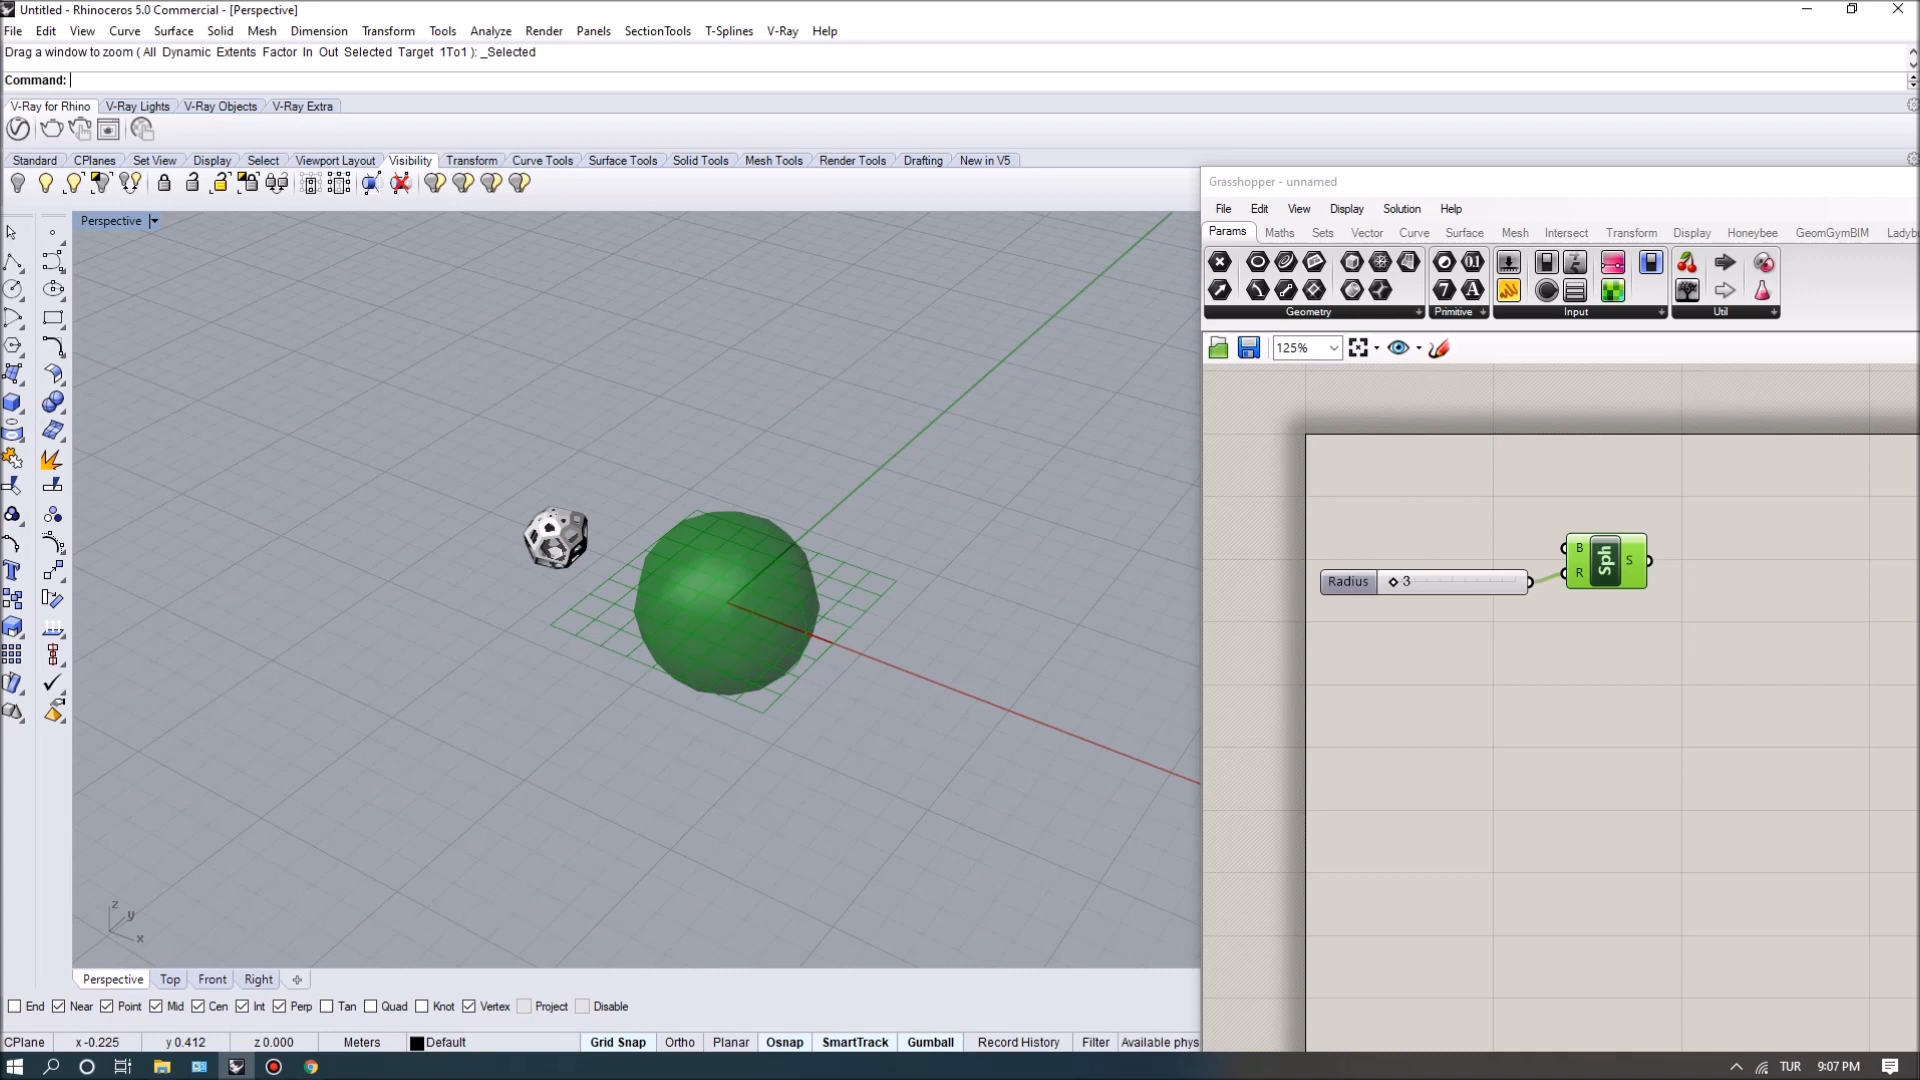 Untitled - Rhinoceros 5.0 Commercial - [Perspective]
File Edit View Curve Surface Solid Mesh Dimension Transform Tools Analyze Render Panels SectionTools T-Splines V-Ray Help
Drag a window to zoom ( All Dynamic Extents Factor In Out Selected Target 1To1 ): _Selected
Command:
V-Ray for Rhino V-Ray Lights V-Ray Objects V-Ray Extra
Standard CPlanes Set View Display Select Viewport Layout Visibility Transform Curve Tools Surface Tools Solid Tools Mesh Tools Render Tools Drafting New in V5
Perspective
Grasshopper - unnamed
File Edit View Display Solution Help
Params Maths Sets Vector Curve Surface Mesh Intersect Transform Display Honeybee GeomGymBIM Ladybu
Geometry Primitive Input Util
125%
B Sph S
R
Radius 3
z
y
x
Perspective Top Front Right
End Near Point Mid Cen Int Perp Tan Quad Knot Vertex Project Disable
CPlane x -0.225 y 0.412 z 0.000 Meters Default Grid Snap Ortho Planar Osnap SmartTrack Gumball Record History Filter Available phys
TUR 9:07 PM